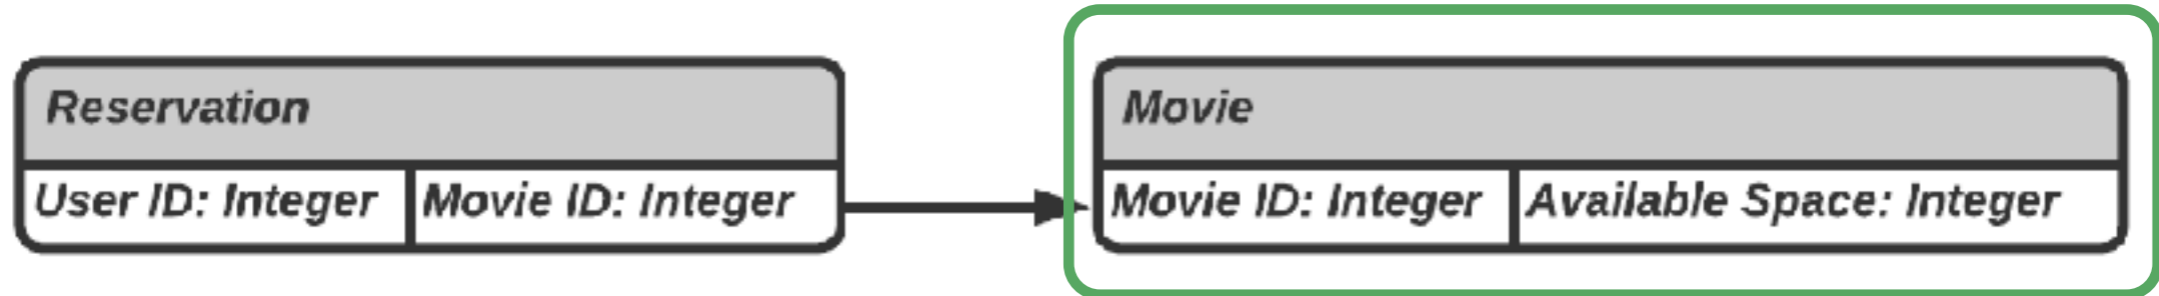 Reservation
User ID: Integer
Movie ID: Integer
Movie
Movie ID: Integer
Available Space: Integer